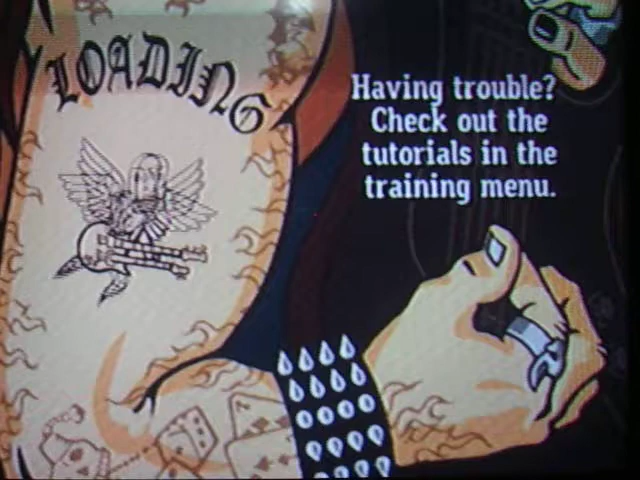 LOADING
Having trouble?
Check out the
tutorials in the
training menu.